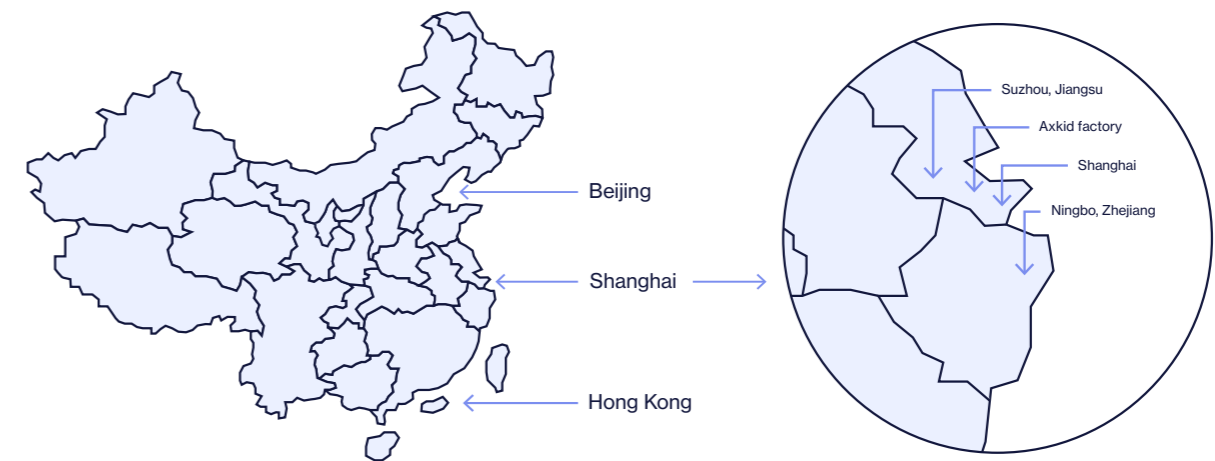 Beijing
Shanghai
Hong Kong
Suzhou, Jiangsu
Axkid factory
Shanghai
Ningbo, Zhejiang